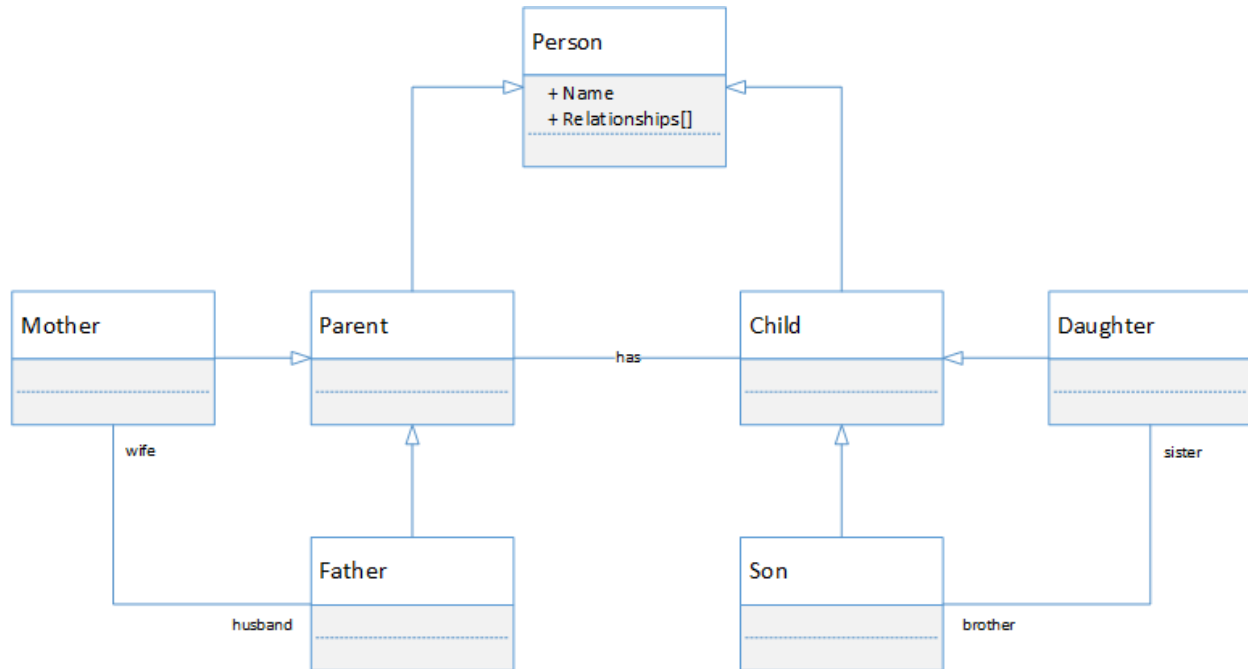 Person
+ Name
+ Relationships[]
Mother
Parent
Child
Daughter
has
wife
sister
Father
Son
husband
brother